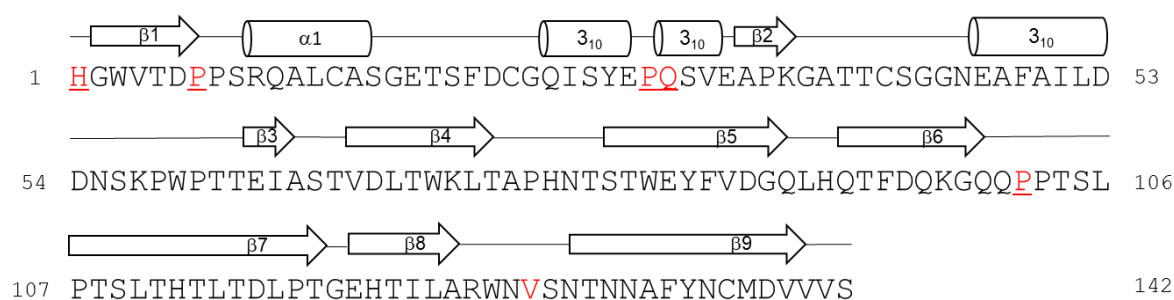 β1 α1 3₁₀ 3₁₀ β2 3₁₀
1 HGWVTDPPSRQALCASGETSFDCGQISYEPQSVEAPKGATTCSGGNEAFAILD 53
β3 β4 β5 β6
54 DNSKPWPTTEIASTVDLTWKLTAPHNTSTWEYFVDGQLHQTFDQKGQQPPTSL 106
β7 β8 β9
107 PTSLTHTLTDLPTGEHTILARWNVSNTNNAFYNCMDVVVS 142